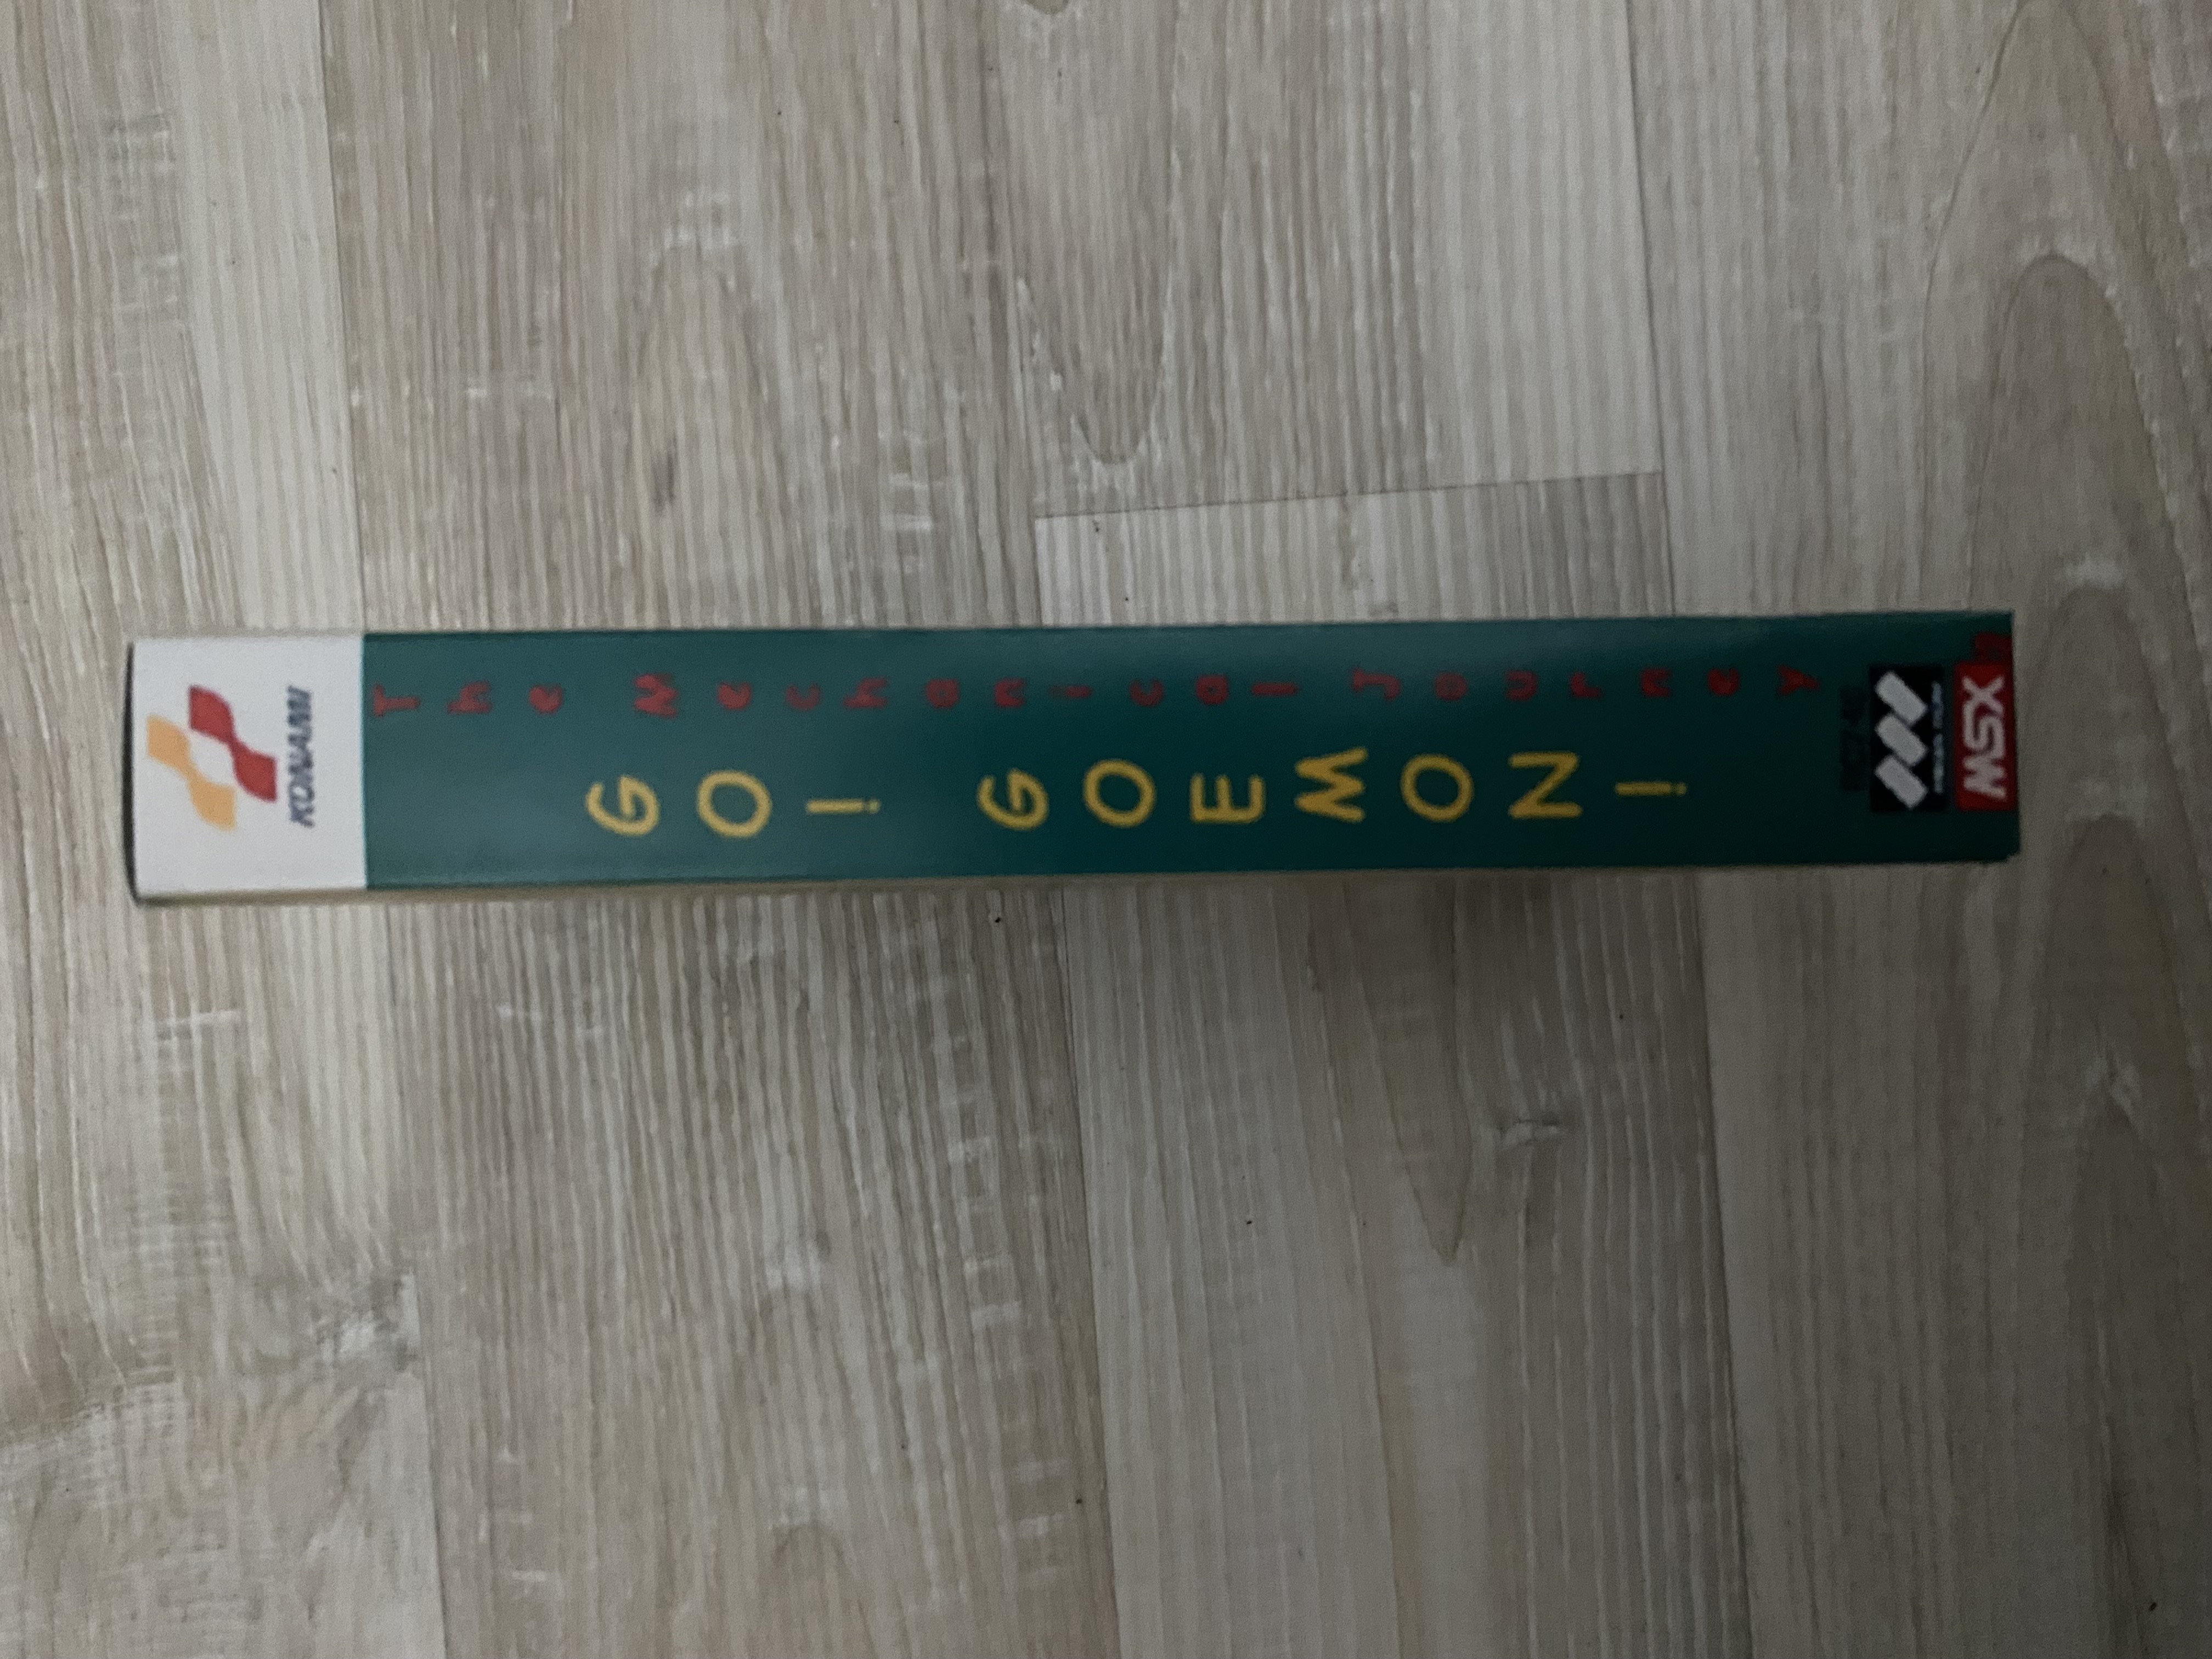 KONAMI
The Mechanical Journey
GO! GOEMON!
MSX